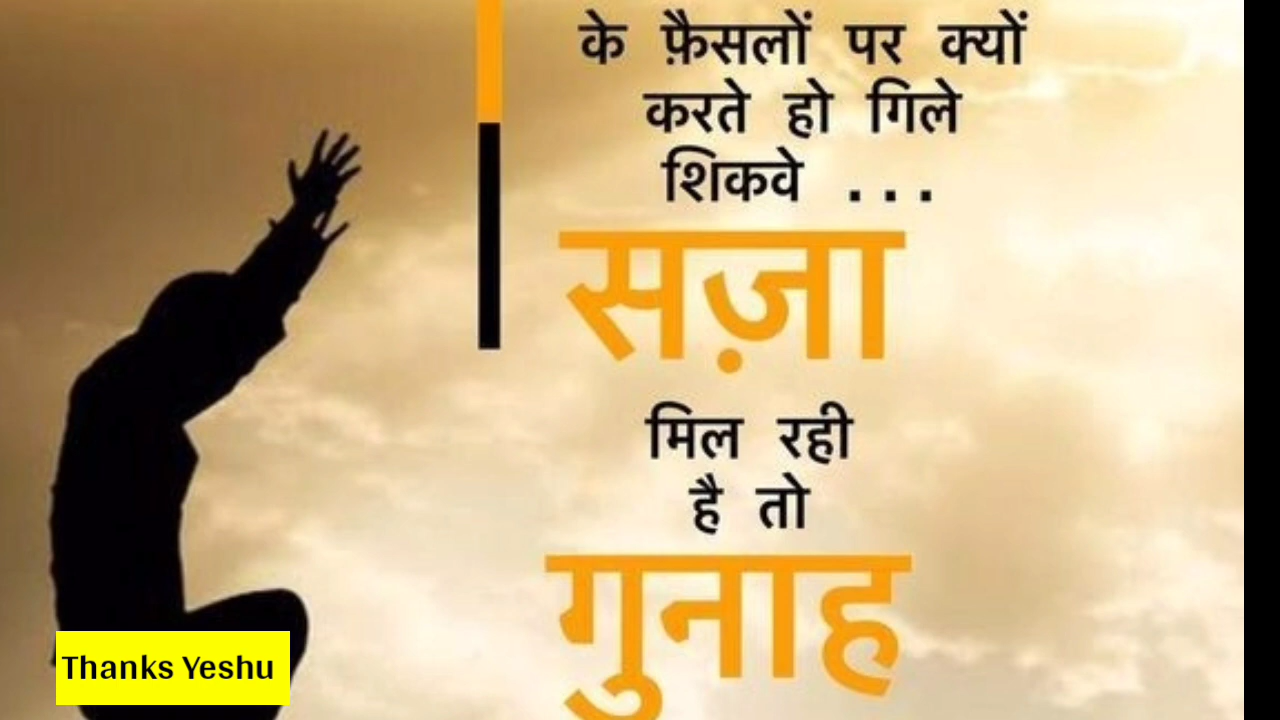 के फ़ैसलों पर क्यों
करते हो गिले
शिकवे ...
सज़ा
मिल रही
है तो
गुनाह
Thanks Yeshu